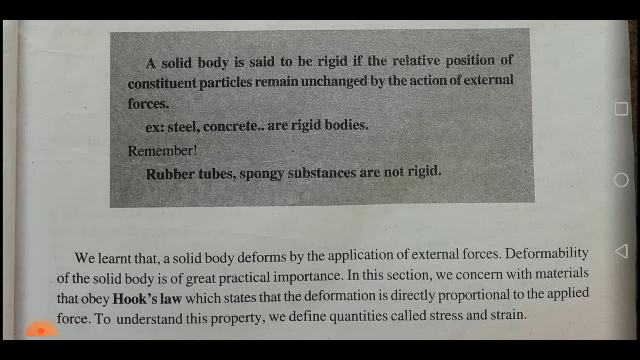 A solid body is said to be rigid if the relative position of
constituent particles remain unchanged by the action of external
forces.
ex: steel, concrete.. are rigid bodies.
Remember!
Rubber tubes, spongy substances are not rigid.
We learnt that, a solid body deforms by the application of external forces. Deformability
of the solid body is of great practical importance. In this section, we concern with materials
that obey Hook's law which states that the deformation is directly proportional to the applied
force. To understand this property, we define quantities called stress and strain.